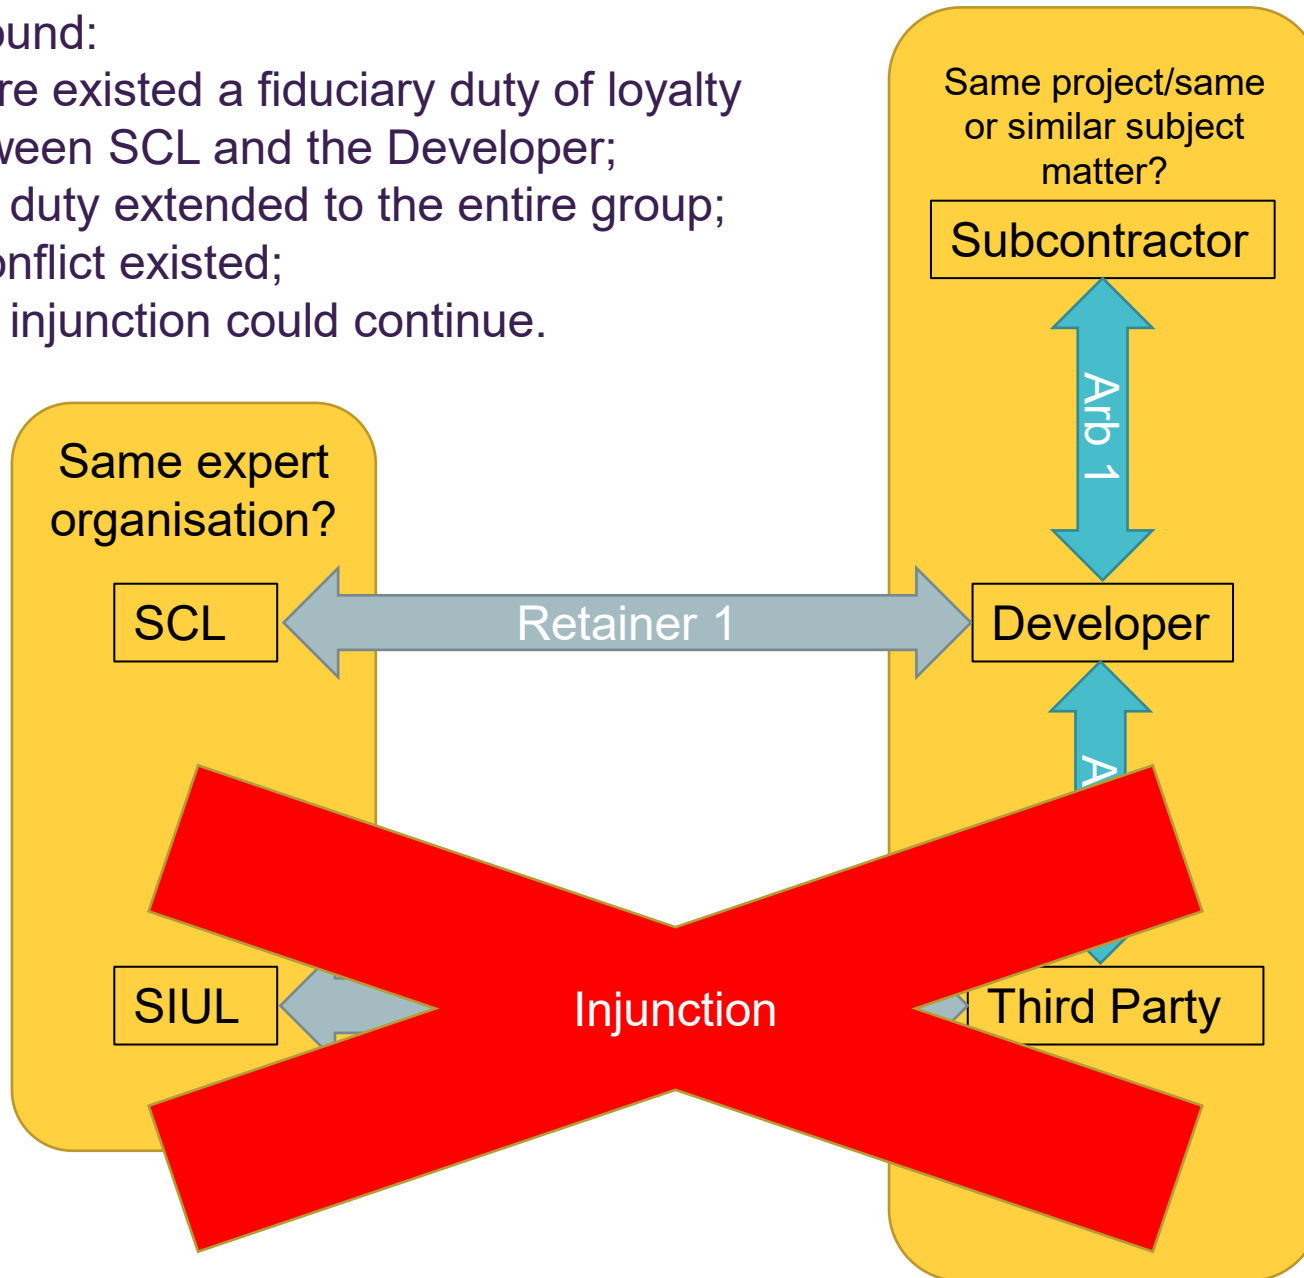 ound:
re existed a fiduciary duty of loyalty
ween SCL and the Developer;
duty extended to the entire group;
onflict existed;
injunction could continue.
Same project/same
or similar subject
matter?
Subcontractor
Arb 1
Same expert
organisation?
SCL
Retainer 1
Developer
A
SIUL
Injunction
Third Party